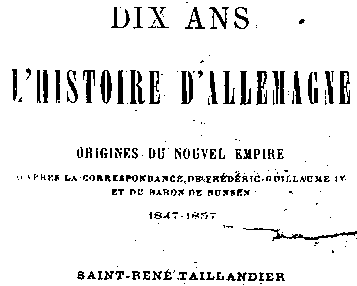 DIX ANS
L'HISTOIRE D'ALLEMAGNE
ORIGINES DU NOUVEL EMPIRE
D'APRÈS LA CORRESPONDANCE DE FRÉDÉRIC-GUILLAUME IV
ET DU BARON DE BUNSEN
1847-1857
SAINT-RENÉ TAILLANDIER